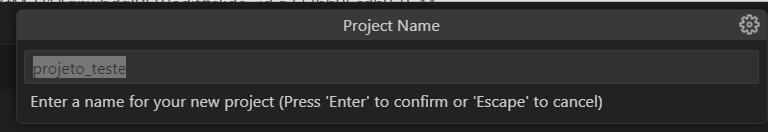 Project Name
projeto_teste
Enter a name for your new project (Press 'Enter' to confirm or 'Escape' to cancel)